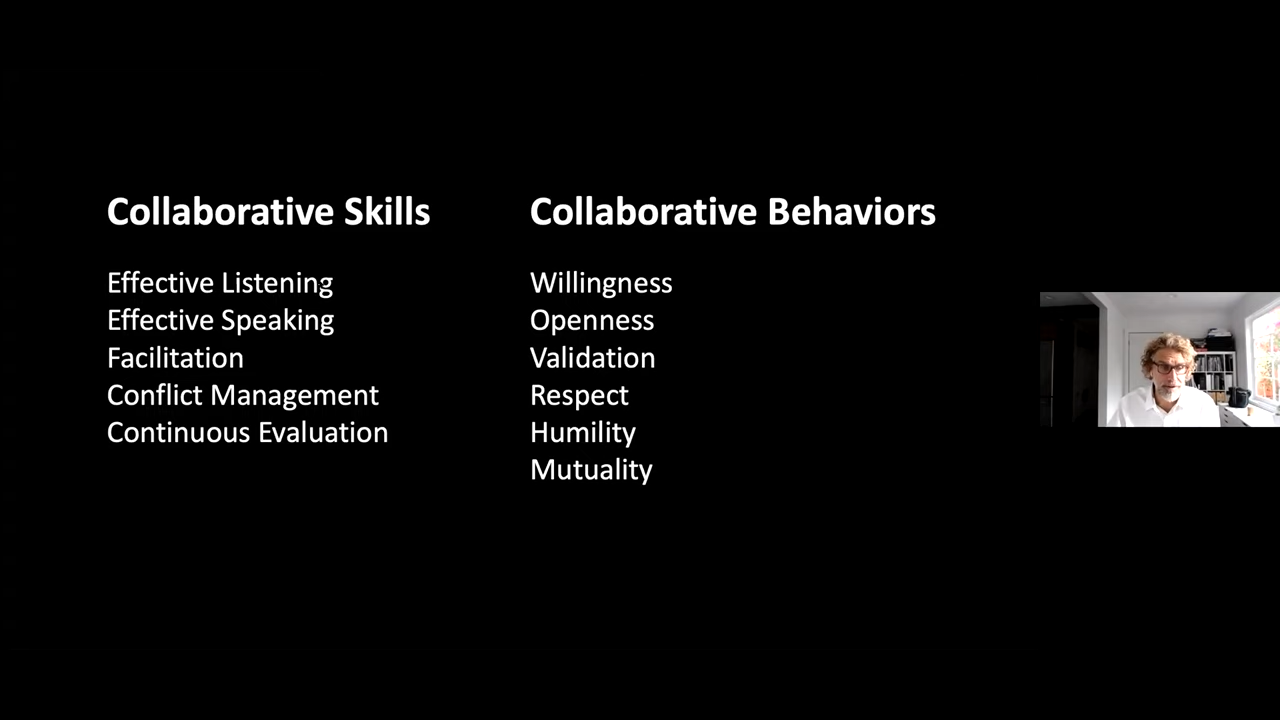 Collaborative Skills
Effective Listening
Effective Speaking
Facilitation
Conflict Management
Continuous Evaluation
Collaborative Behaviors
Willingness
Openness
Validation
Respect
Humility
Mutuality